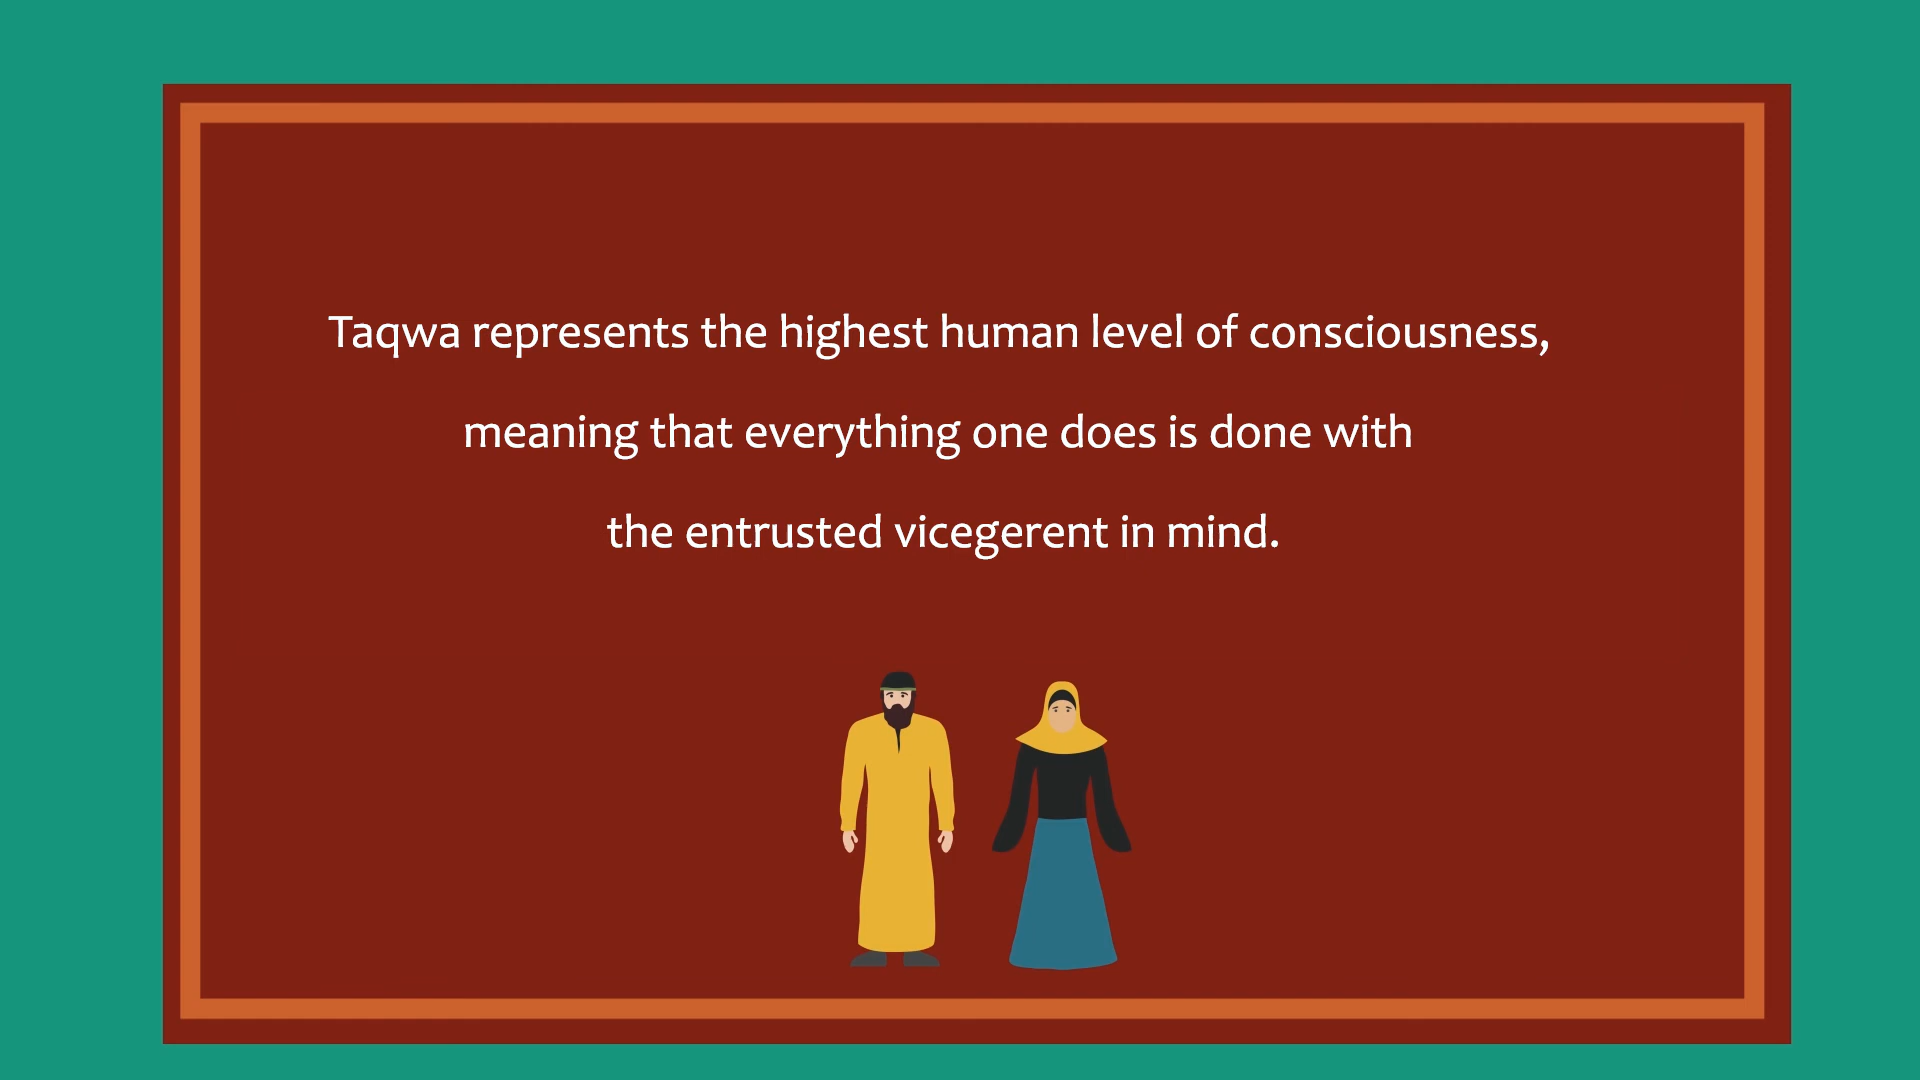 Taqwa represents the highest human level of consciousness,
meaning that everything one does is done with
the entrusted vicegerent in mind.